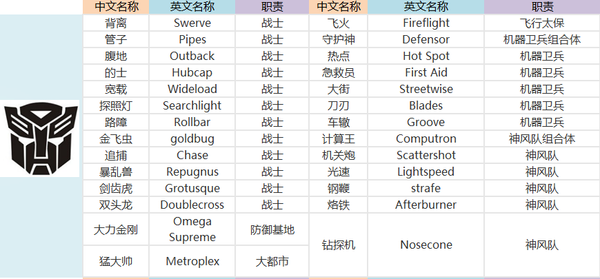 中文名称 英文名称 职责 中文名称 英文名称 职责
背离 Swerve 战士 飞火 Fireflight 飞行太保
管子 Pipes 战士 守护神 Defensor 机器卫兵组合体
腹地 Outback 战士 热点 Hot Spot 机器卫兵
的士 Hubcap 战士 急救员 First Aid 机器卫兵
宽载 Wideload 战士 大街 Streetwise 机器卫兵
探照灯 Searchlight 战士 刀刃 Blades 机器卫兵
路障 Rollbar 战士 车辙 Groove 机器卫兵
金飞虫 goldbug 战士 计算王 Computron 神风队组合体
追捕 Chase 战士 机关炮 Scattershot 神风队
暴乱兽 Repugnus 战士 光速 Lightspeed 神风队
剑齿虎 Grotusque 战士 钢鞭 strafe 神风队
双头龙 Doublecross 战士 烙铁 Afterburner 神风队
大力金刚 Omega Supreme 防御基地 钻探机 Nosecone 神风队
猛大帅 Metroplex 大都市